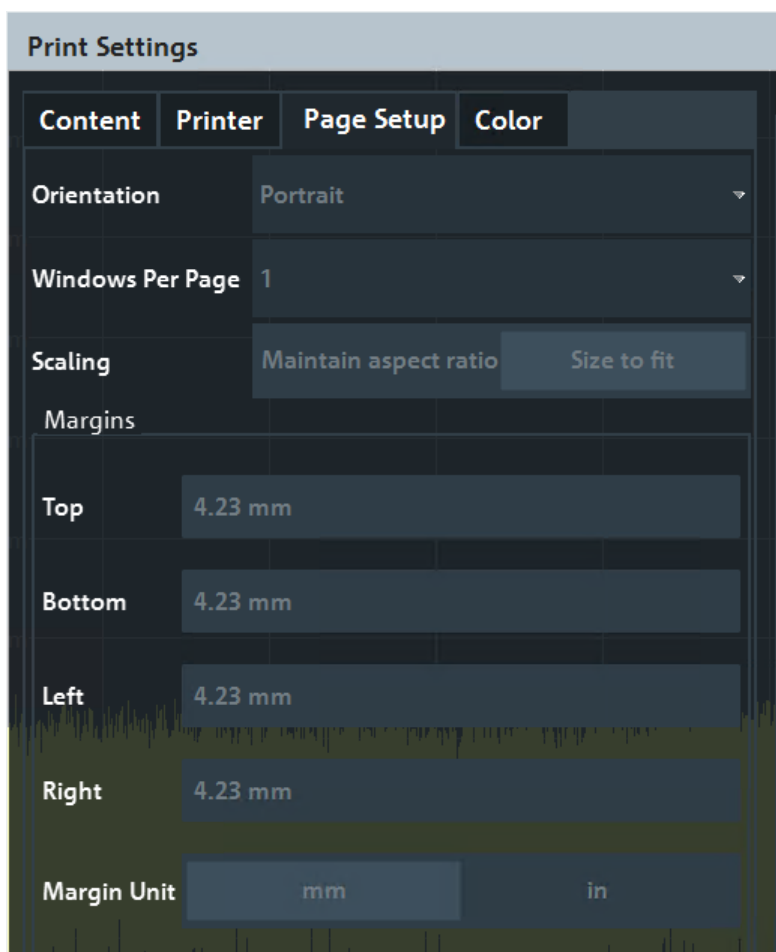 Print Settings
Content Printer Page Setup Color
Orientation Portrait
Windows Per Page 1
Scaling Maintain aspect ratio Size to fit
Margins
Top 4.23 mm
Bottom 4.23 mm
Left 4.23 mm
Right 4.23 mm
Margin Unit mm in